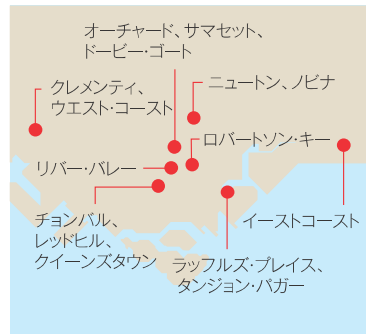 オーチャード、サマセット、
ドービー・ゴート
クレメンティ、
ウエスト・コースト
ニュートン、ノビナ
ロバートソン・キー
リバー・バレー
チョンバル、
レッドヒル、
クイーンズタウン
イーストコースト
ラッフルズ・プレイス、
タンジョン・パガー